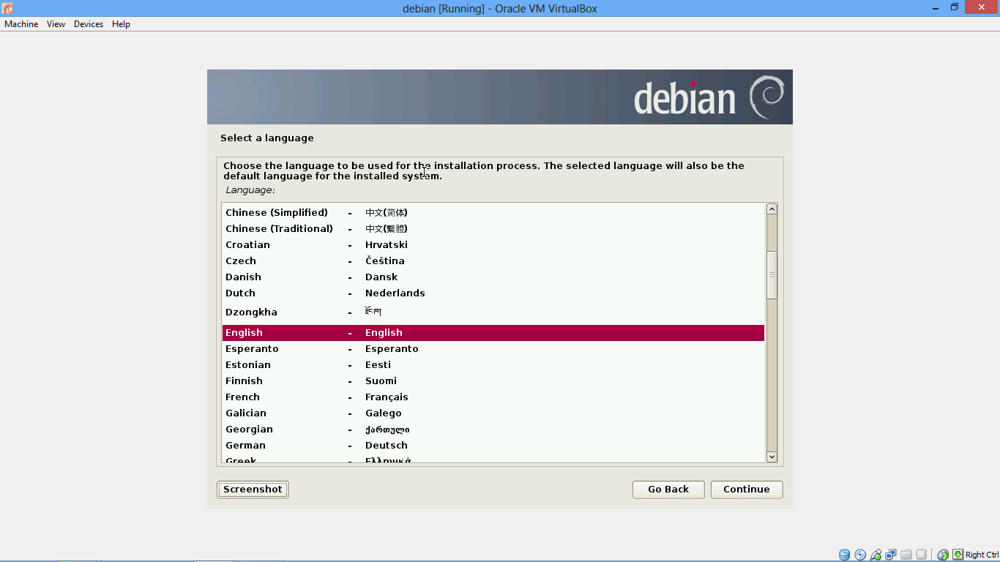 debian [Running] - Oracle VM VirtualBox
Machine View Devices Help
debian
Select a language
Choose the language to be used for the installation process. The selected language will also be the
default language for the installed system.
Language:
Chinese (Simplified) - 中文(简体)
Chinese (Traditional) - 中文(繁體)
Croatian - Hrvatski
Czech - Čeština
Danish - Dansk
Dutch - Nederlands
Dzongkha - རྫོང་ཁ།
English - English
Esperanto - Esperanto
Estonian - Eesti
Finnish - Suomi
French - Français
Galician - Galego
Georgian - ქართული
German - Deutsch
Greek - Ελληνικά
Screenshot Go Back Continue
Right Ctrl